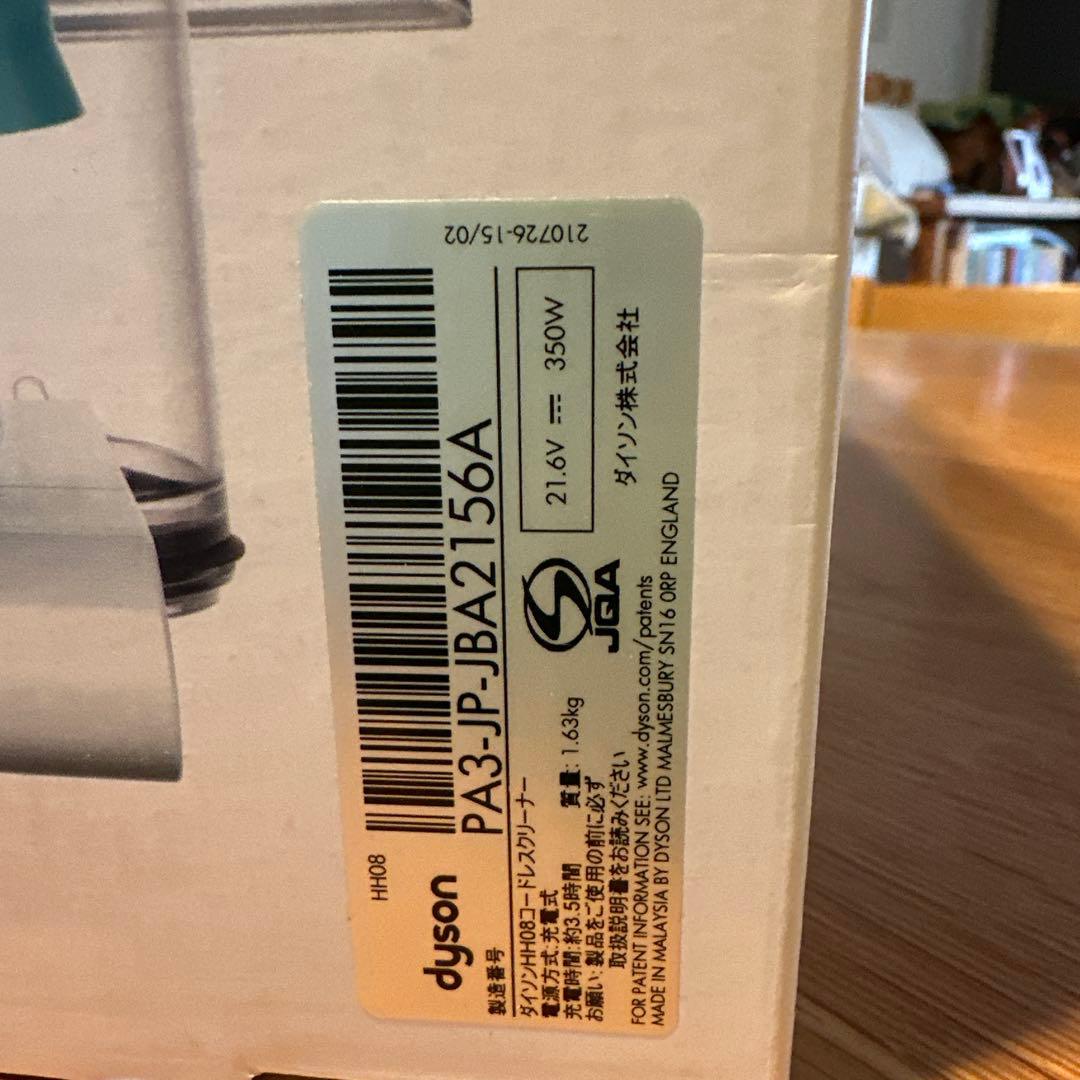 HH08
dyson
製造番号
PA3-JP-JBA2156A
ダイソンHH08コードレスクリーナー
電源方式:充電式
充電時間:約3.5時間 質量: 1.63kg
お願い:製品をご使用の前に必ず
取扱説明書をお読みください
JQA
21.6V ⎓ 350W
ダイソン株式会社
FOR PATENT INFORMATION SEE: www.dyson.com/patents
MADE IN MALAYSIA BY DYSON LTD MALMESBURY SN16 0RP ENGLAND
210726-15/02